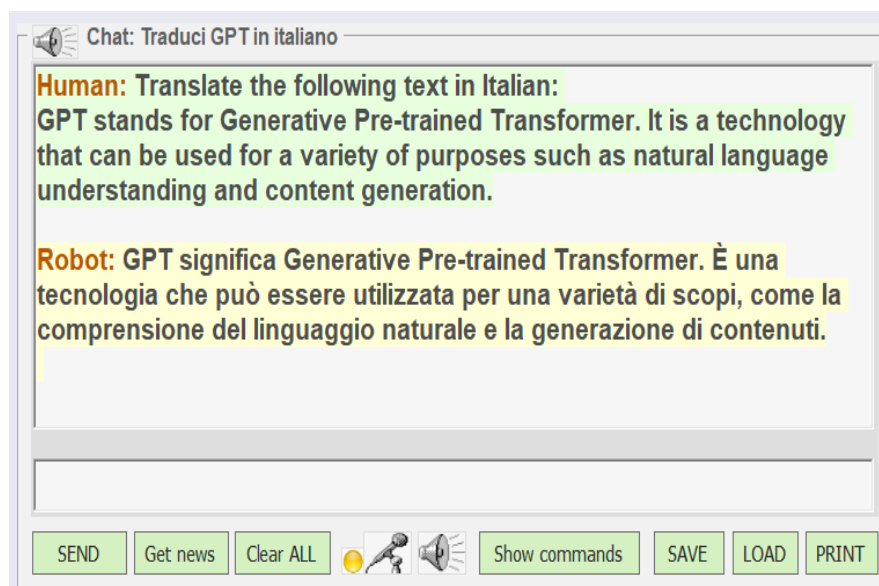 Chat: Traduci GPT in italiano
Human: Translate the following text in Italian:
GPT stands for Generative Pre-trained Transformer. It is a technology
that can be used for a variety of purposes such as natural language
understanding and content generation.
Robot: GPT significa Generative Pre-trained Transformer. È una
tecnologia che può essere utilizzata per una varietà di scopi, come la
comprensione del linguaggio naturale e la generazione di contenuti.
SEND Get news Clear ALL Show commands SAVE LOAD PRINT